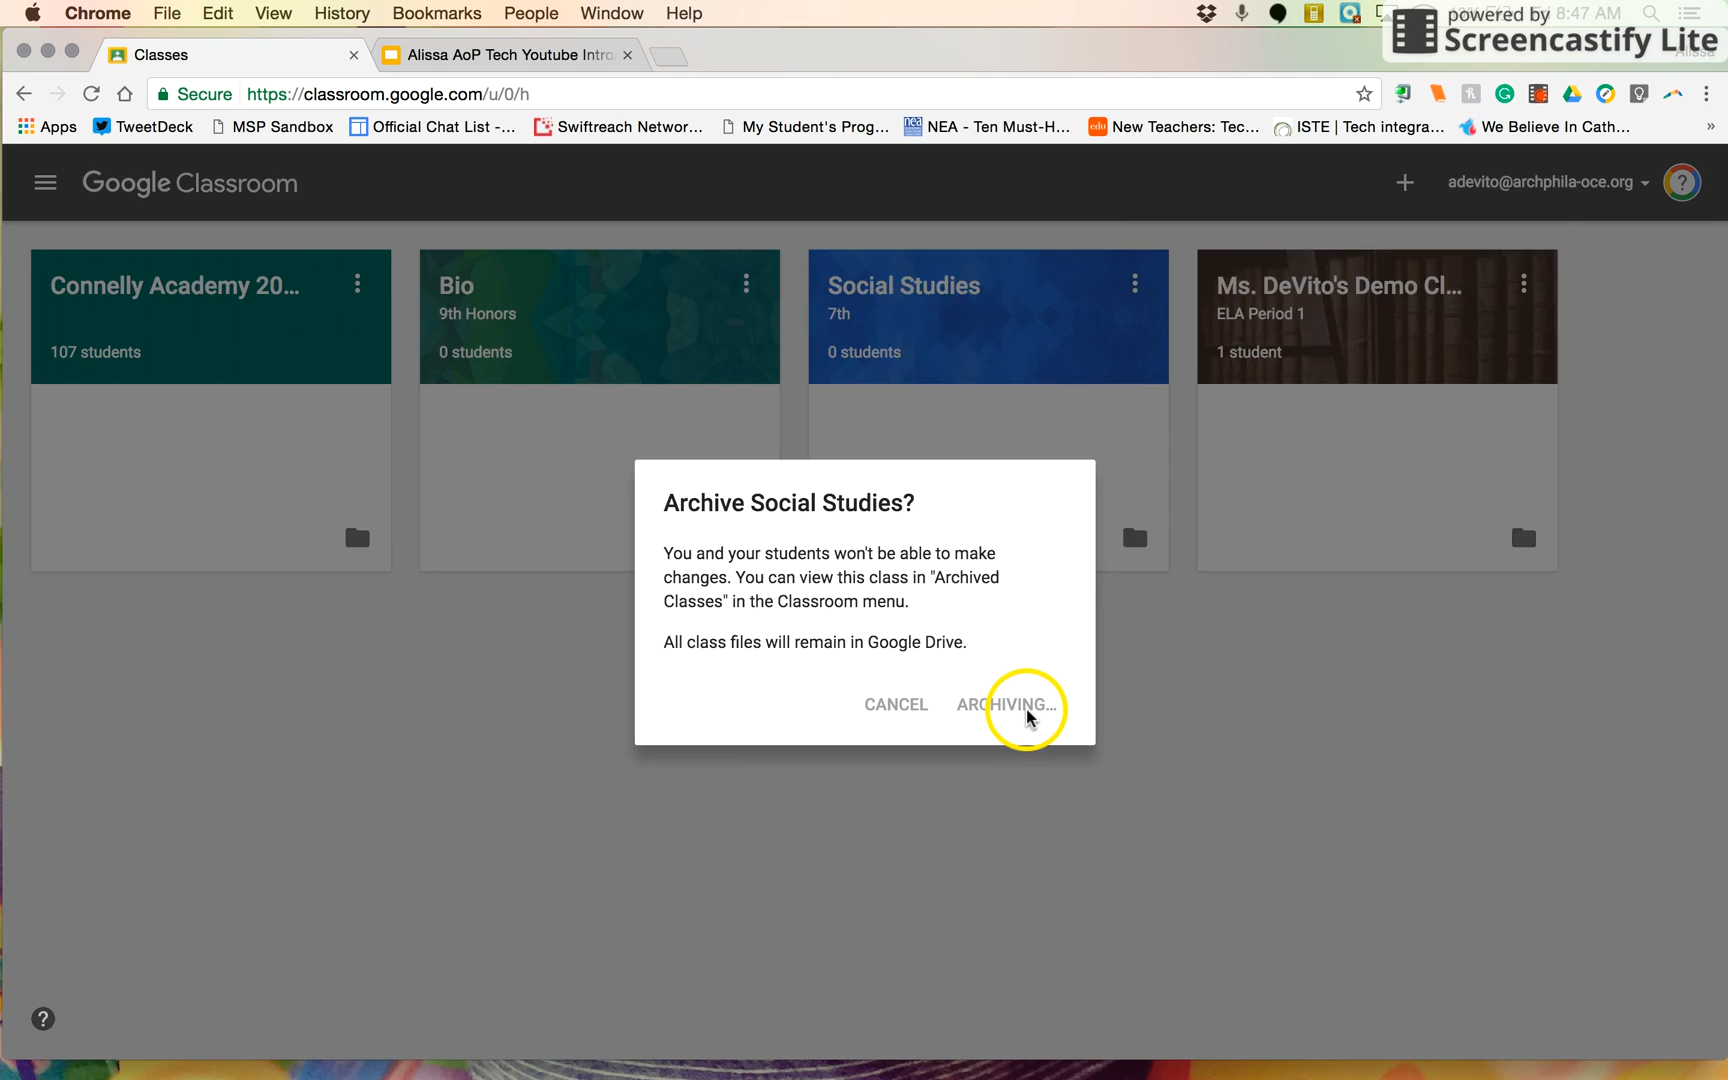 Chrome File Edit View History Bookmarks People Window Help
8:47 AM
powered by
Screencastify Lite
Classes
Alissa AoP Tech Youtube Intro
Secure https://classroom.google.com/u/0/h
Apps TweetDeck MSP Sandbox Official Chat List -... Swiftreach Networ... My Student's Prog... NEA - Ten Must-H... New Teachers: Tec... ISTE | Tech integra... We Believe In Cath... »
Google Classroom
adevito@archphila-oce.org
Connelly Academy 20...
107 students
Bio
9th Honors
0 students
Social Studies
7th
0 students
Ms. DeVito's Demo Cl...
ELA Period 1
1 student
Archive Social Studies?
You and your students won't be able to make
changes. You can view this class in "Archived
Classes" in the Classroom menu.
All class files will remain in Google Drive.
CANCEL ARCHIVING...